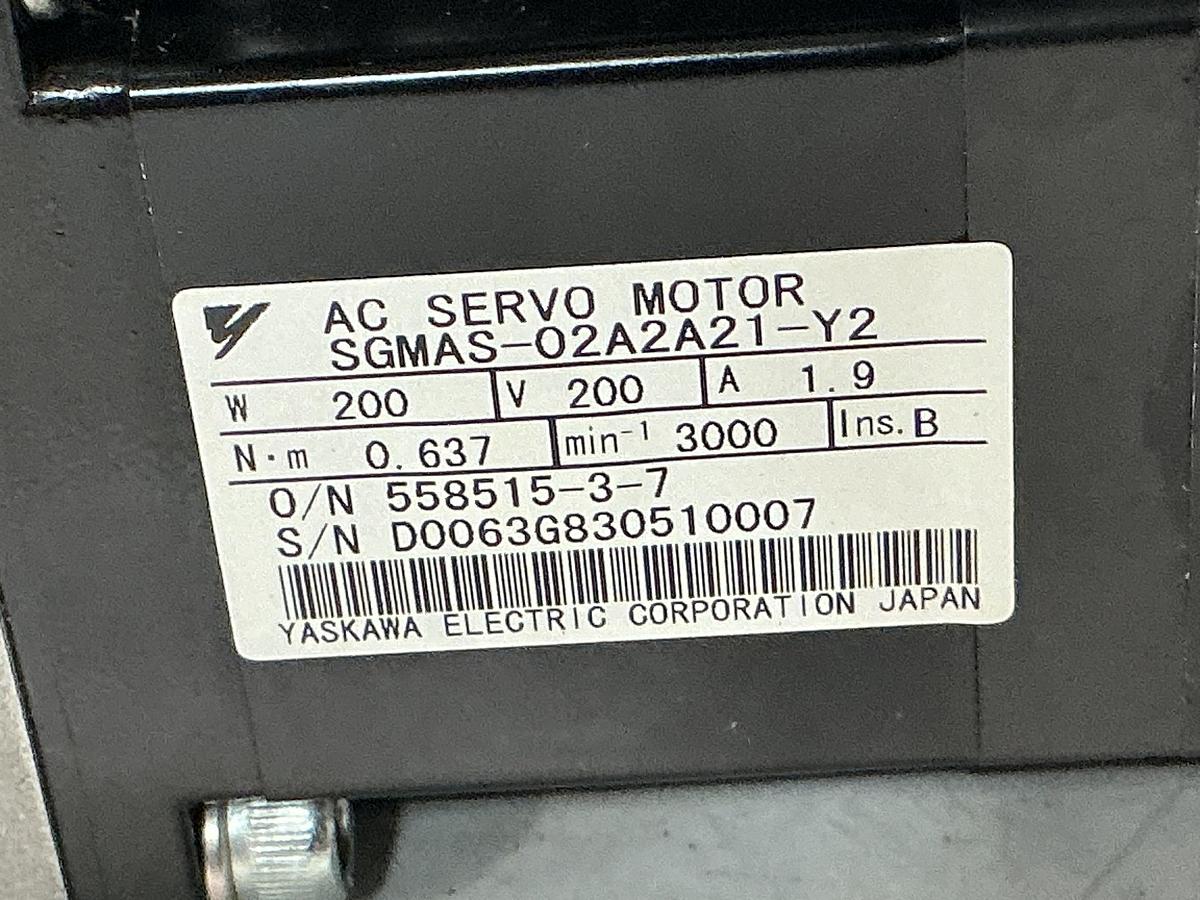 AC SERVO MOTOR
SGMAS-02A2A21-Y2
W 200 V 200 A 1.9
N·m 0.637 min⁻¹ 3000 Ins. B
O/N 558515-3-7
S/N D0063G830510007
YASKAWA ELECTRIC CORPORATION JAPAN